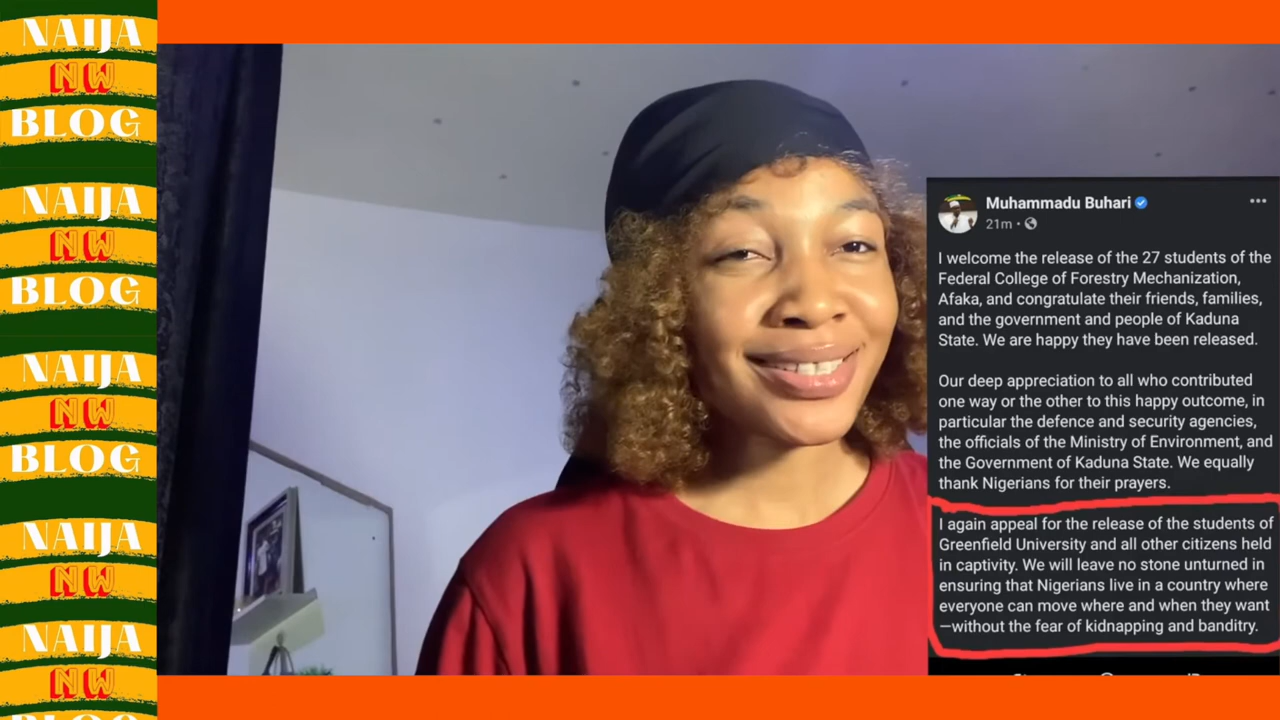 NAIJA
NW
BLOG
NAIJA
NW
BLOG
NAIJA
NW
BLOG
NAIJA
NW
NAIJA
NW
BLOG
Muhammadu Buhari
21m
I welcome the release of the 27 students of the
Federal College of Forestry Mechanization,
Afaka, and congratulate their friends, families,
and the government and people of Kaduna
State. We are happy they have been released.
Our deep appreciation to all who contributed
one way or the other to this happy outcome, in
particular the defence and security agencies,
the officials of the Ministry of Environment, and
the Government of Kaduna State. We equally
thank Nigerians for their prayers.
I again appeal for the release of the students of
Greenfield University and all other citizens held
in captivity. We will leave no stone unturned in
ensuring that Nigerians live in a country where
everyone can move where and when they want
—without the fear of kidnapping and banditry.